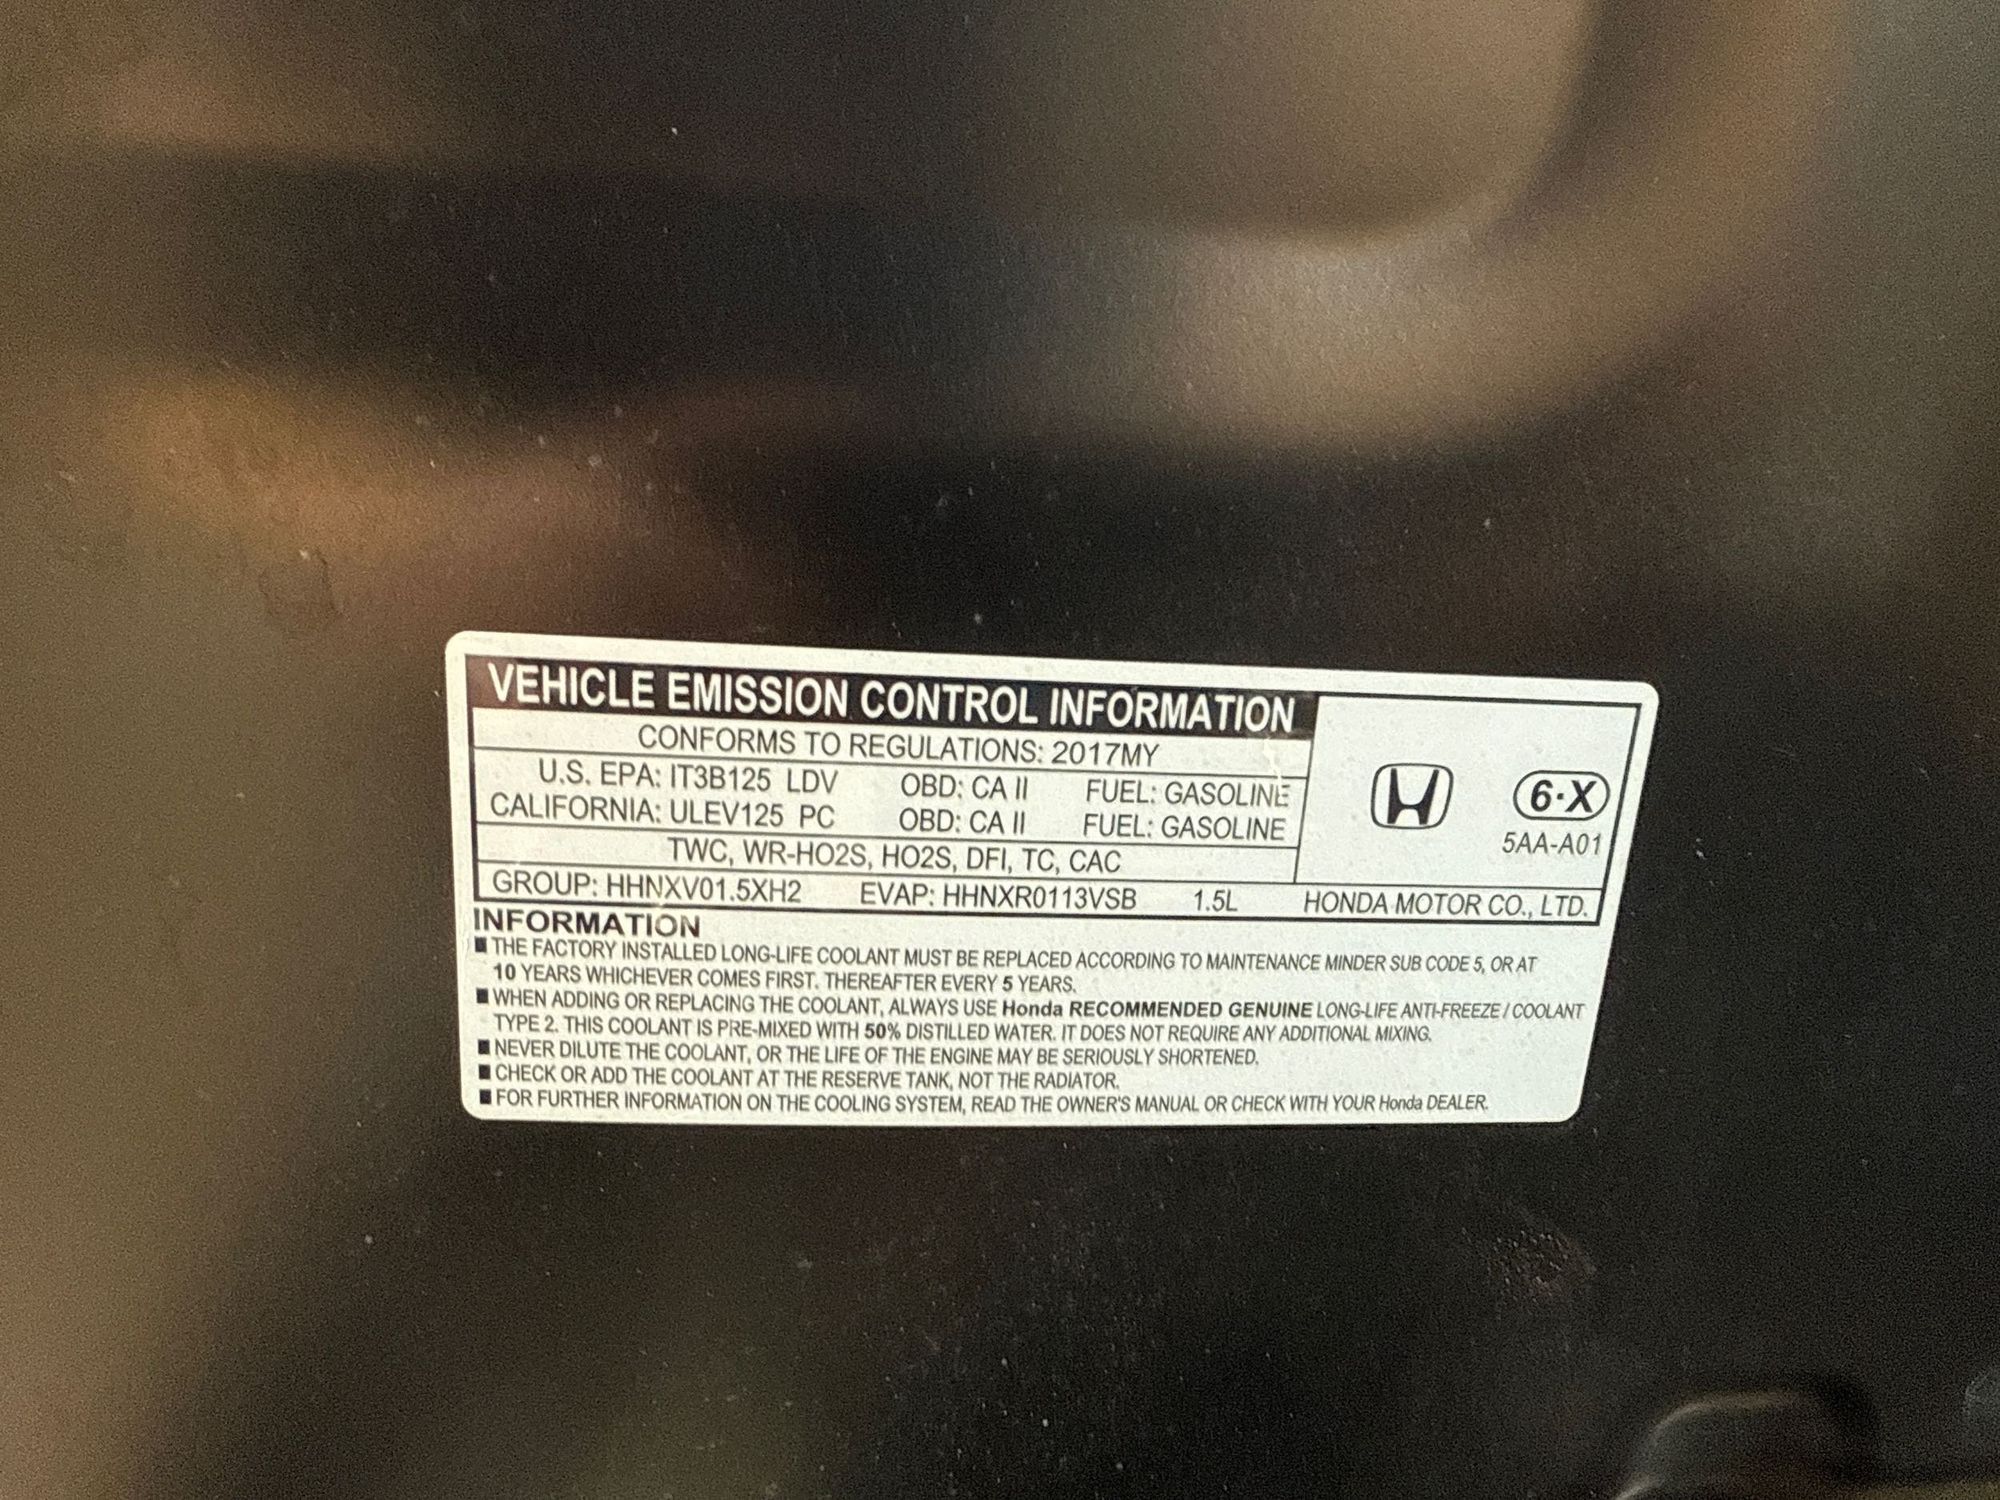 VEHICLE EMISSION CONTROL INFORMATION
CONFORMS TO REGULATIONS: 2017MY
U.S. EPA: IT3B125 LDV OBD: CA II FUEL: GASOLINE
CALIFORNIA: ULEV125 PC OBD: CA II FUEL: GASOLINE
TWC, WR-HO2S, HO2S, DFI, TC, CAC
6·X
5AA-A01
GROUP: HHNXV01.5XH2 EVAP: HHNXR0113VSB 1.5L HONDA MOTOR CO., LTD.
INFORMATION
■ THE FACTORY INSTALLED LONG-LIFE COOLANT MUST BE REPLACED ACCORDING TO MAINTENANCE MINDER SUB CODE 5, OR AT
10 YEARS WHICHEVER COMES FIRST. THEREAFTER EVERY 5 YEARS.
■ WHEN ADDING OR REPLACING THE COOLANT, ALWAYS USE Honda RECOMMENDED GENUINE LONG-LIFE ANTI-FREEZE / COOLANT
TYPE 2. THIS COOLANT IS PRE-MIXED WITH 50% DISTILLED WATER. IT DOES NOT REQUIRE ANY ADDITIONAL MIXING.
■ NEVER DILUTE THE COOLANT, OR THE LIFE OF THE ENGINE MAY BE SERIOUSLY SHORTENED.
■ CHECK OR ADD THE COOLANT AT THE RESERVE TANK, NOT THE RADIATOR.
■ FOR FURTHER INFORMATION ON THE COOLING SYSTEM, READ THE OWNER'S MANUAL OR CHECK WITH YOUR Honda DEALER.